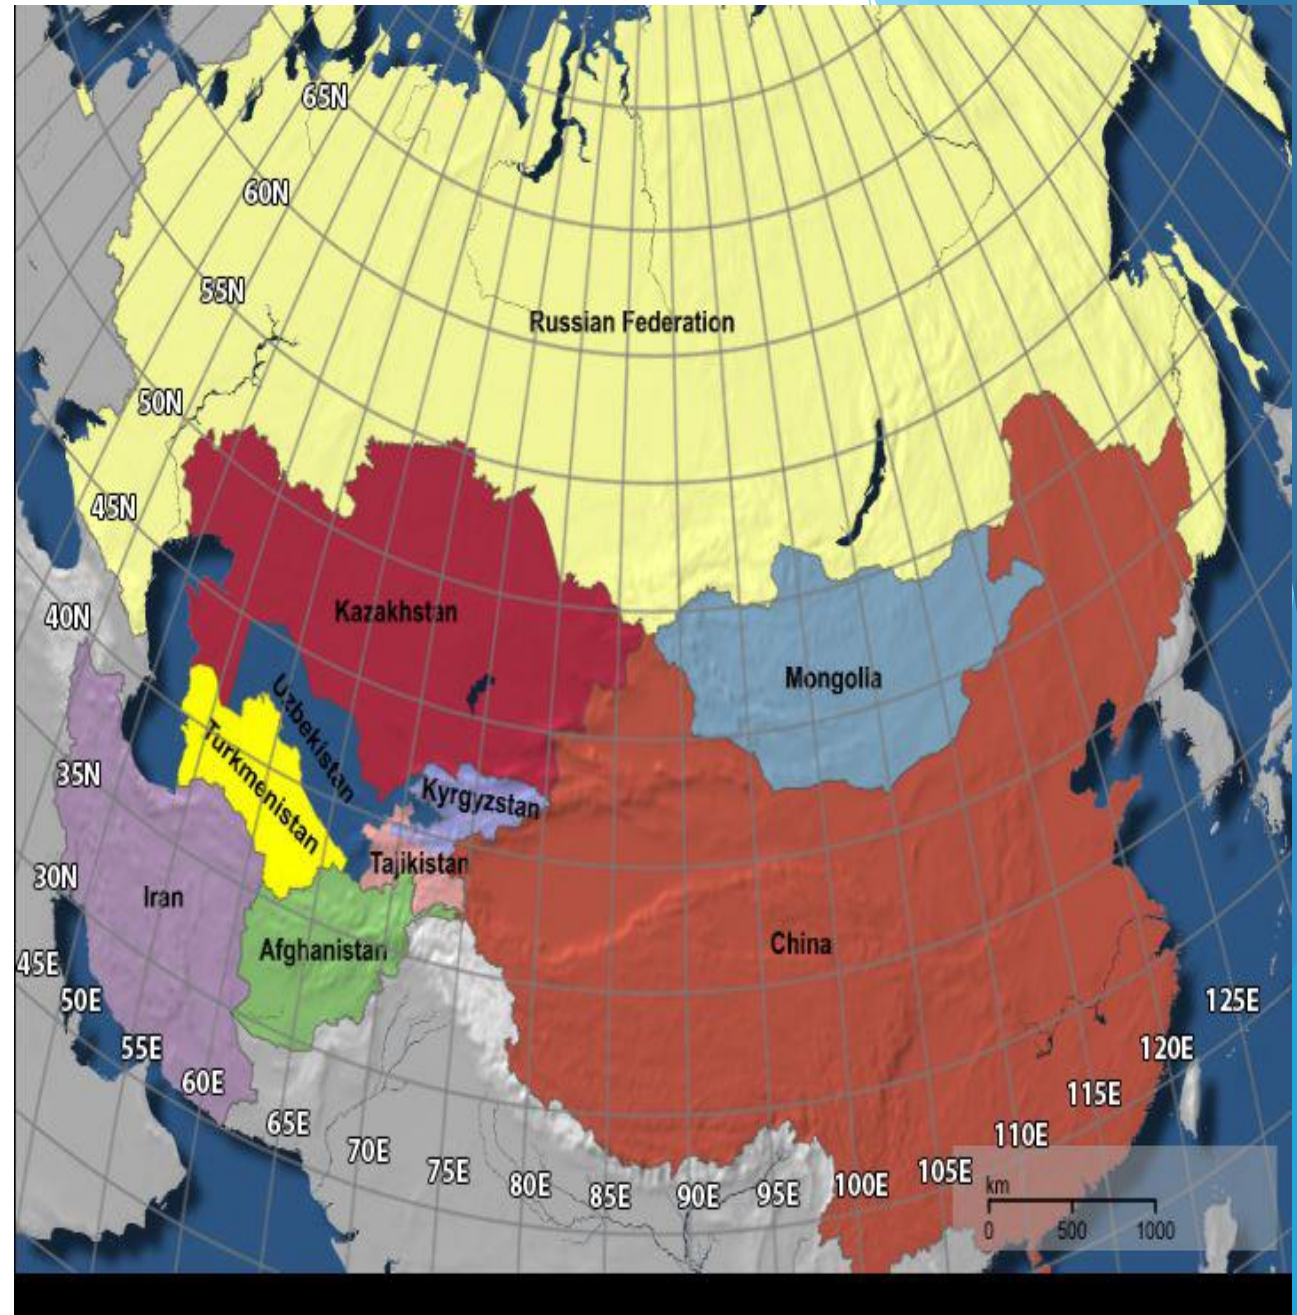 65N
60N
55N
Russian Federation
50N
45N
40N
Kazakhstan
Mongolia
Uzbekistan
Turkmenistan
35N
Kyrgyzstan
Tajikistan
30N
Iran
China
Afghanistan
45E
50E
55E
60E
65E
70E
75E
80E
85E
90E
95E
100E
105E
110E
115E
120E
125E
km
0 500 1000